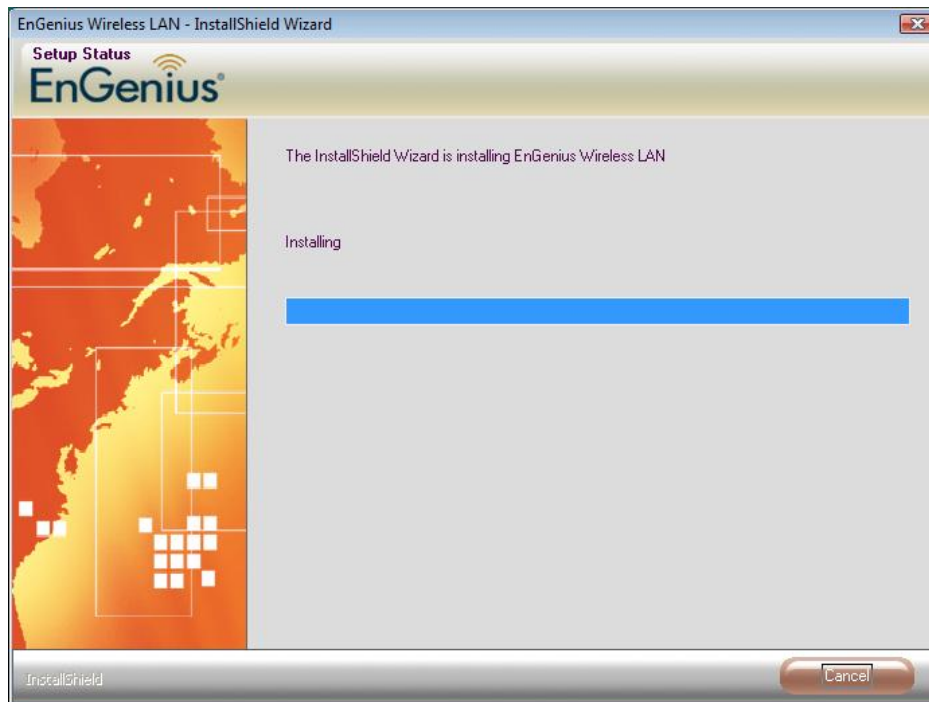 EnGenius Wireless LAN - InstallShield Wizard
Setup Status
EnGenius®
The InstallShield Wizard is installing EnGenius Wireless LAN
Installing
InstallShield
Cancel